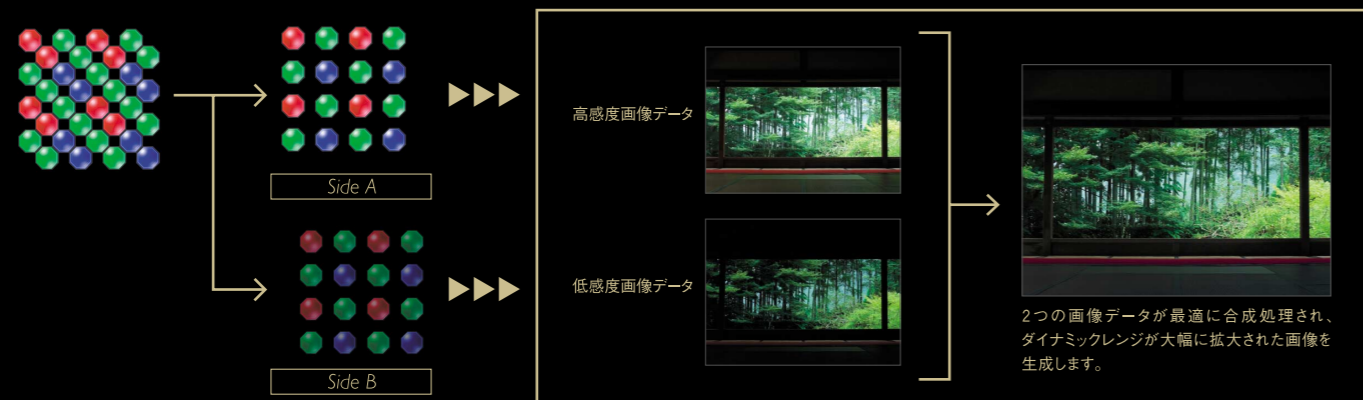 Side A
Side B
高感度画像データ
低感度画像データ
2つの画像データが最適に合成処理され、
ダイナミックレンジが大幅に拡大された画像を
生成します。